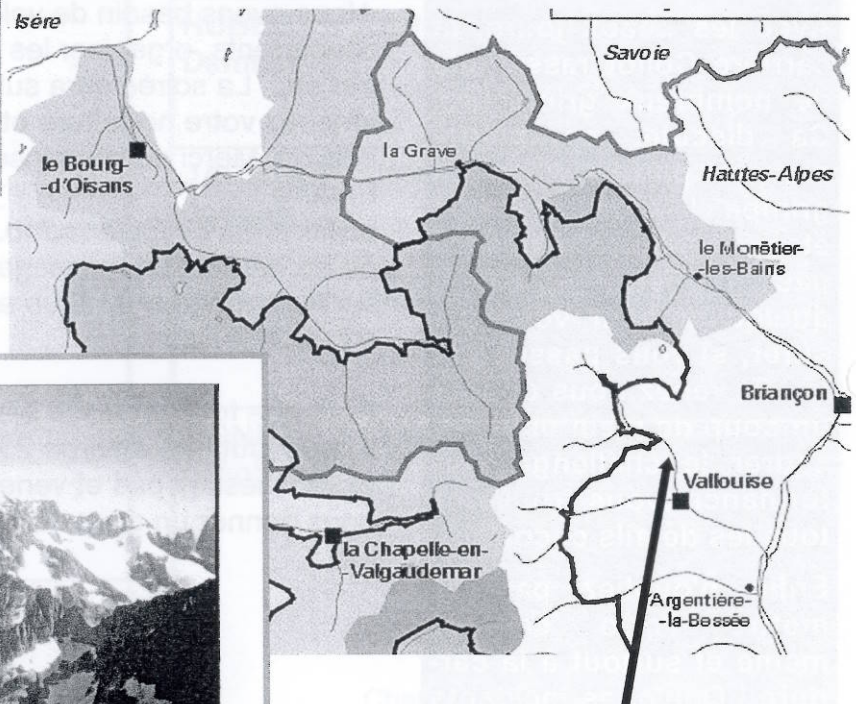 Isère
Savoie
le Bourg-
-d'Oisans
la Grave
Hautes-Alpes
le Monêtier
-les-Bains
Briançon
Vallouise
la Chapelle-en-
-Valgaudemar
Argentière-
-la-Bessée